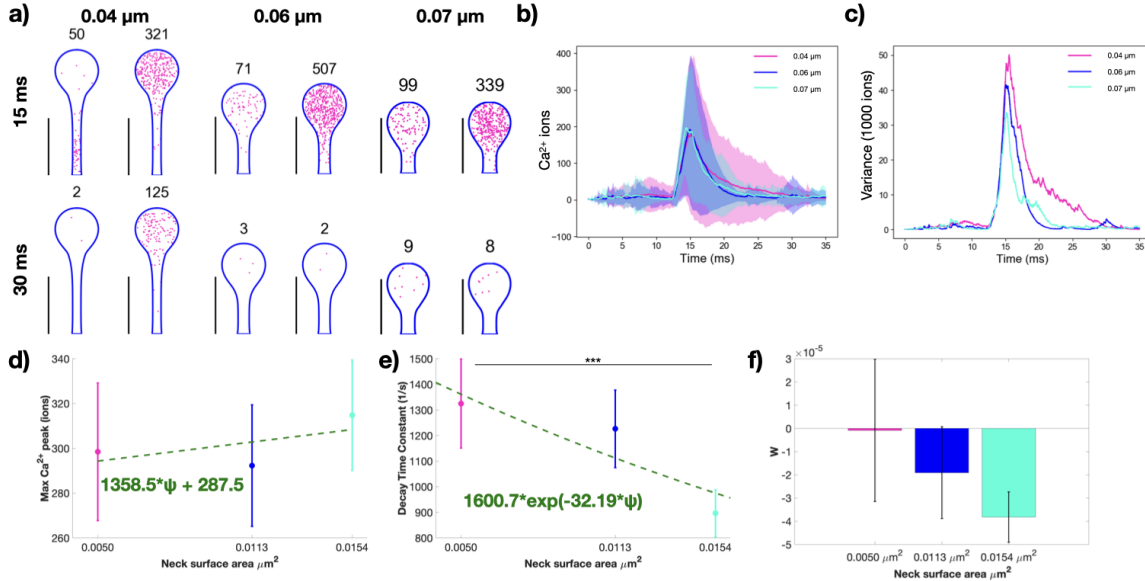 a)
0.04 μm
0.06 μm
0.07 μm
15 ms
50
321
71
507
99
339
30 ms
2
125
3
2
9
8
b)
Ca²⁺ ions
400
300
200
100
0
−100
0.04 μm
0.06 μm
0.07 μm
0
5
10
15
20
25
30
35
Time (ms)
c)
Variance (1000 ions)
50
40
30
20
10
0
0.04 μm
0.06 μm
0.07 μm
0
5
10
15
20
25
30
35
Time (ms)
d)
Max Ca²⁺ peak (ions)
340
320
300
280
260
1358.5*ψ + 287.5
0.0050
0.0113
0.0154
Neck surface area μm²
e)
Decay Time Constant (1/s)
1500
1400
1300
1200
1100
1000
900
800
***
1600.7*exp(-32.19*ψ)
0.0050
0.0113
0.0154
Neck surface area μm²
f)
×10⁻⁵
W
3
2
1
0
-1
-2
-3
-4
-5
0.0050 μm²
0.0113 μm²
0.0154 μm²
Neck surface area μm²